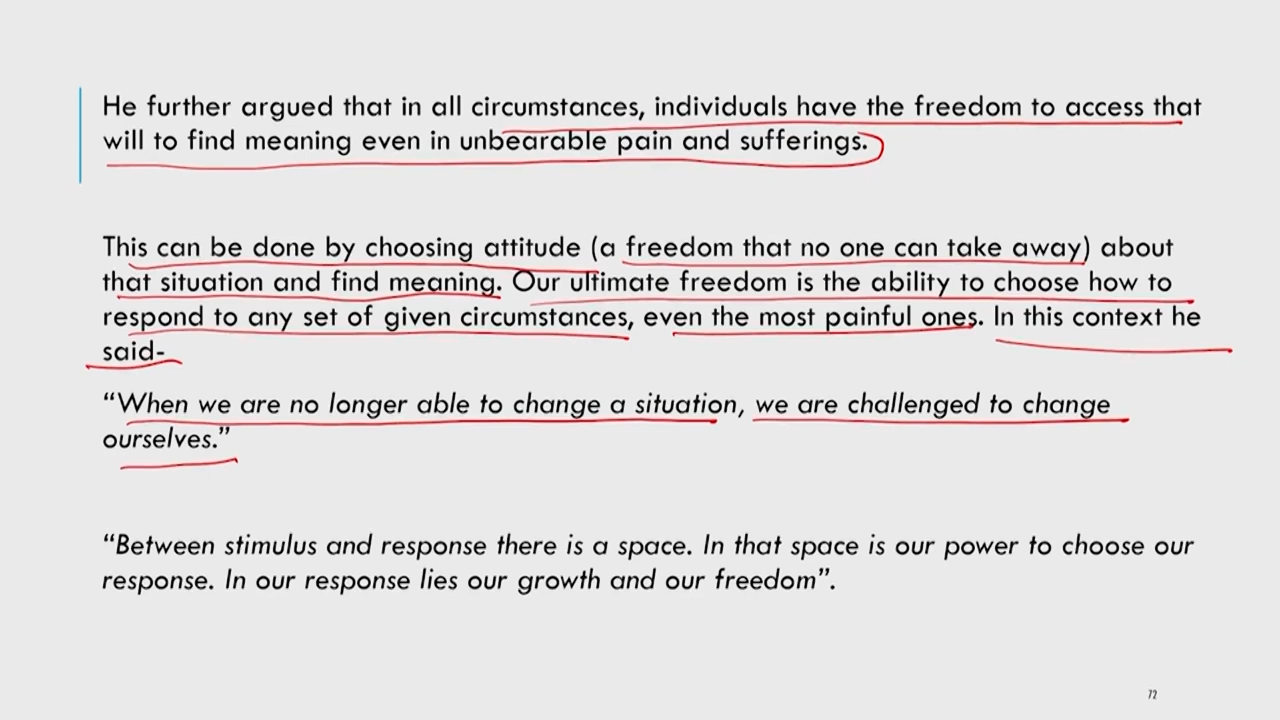 He further argued that in all circumstances, individuals have the freedom to access that
will to find meaning even in unbearable pain and sufferings.
This can be done by choosing attitude (a freedom that no one can take away) about
that situation and find meaning. Our ultimate freedom is the ability to choose how to
respond to any set of given circumstances, even the most painful ones. In this context he
said-
“When we are no longer able to change a situation, we are challenged to change
ourselves.”
“Between stimulus and response there is a space. In that space is our power to choose our
response. In our response lies our growth and our freedom”.
72